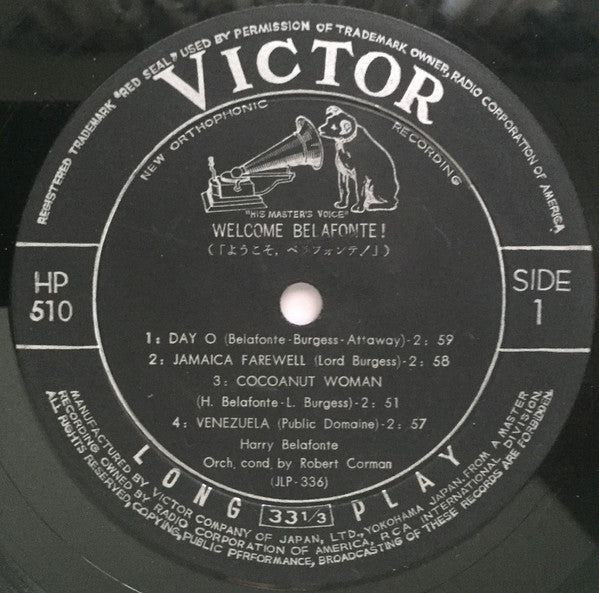 REGISTERED TRADEMARK "RED SEAL" USED BY PERMISSION OF TRADEMARK OWNER, RADIO CORPORATION OF AMERICA
VICTOR
NEW ORTHOPHONIC RECORDING
"HIS MASTER'S VOICE"
WELCOME BELAFONTE!
(「ようこそ,ベラフォンテ!」)
HP
510
SIDE
1
1: DAY O (Belafonte-Burgess-Attaway)-2: 59
2: JAMAICA FAREWELL (Lord Burgess)-2: 58
3: COCOANUT WOMAN
(H. Belafonte-L. Burgess)-2: 51
4: VENEZUELA (Public Domaine)-2: 57
Harry Belafonte
Orch. cond. by Robert Corman
(JLP-336)
LONG 33 1/3 PLAY
MANUFACTURED BY VICTOR COMPANY OF JAPAN, LTD., YOKOHAMA, JAPAN, FROM A MASTER
RECORDING OWNED BY RADIO CORPORATION OF AMERICA, RCA INTERNATIONAL DIVISION.
ALL RIGHTS RESERVED, COPYING, PUBLIC PERFORMANCE, BROADCASTING OF THESE RECORDS ARE FORBIDDEN.